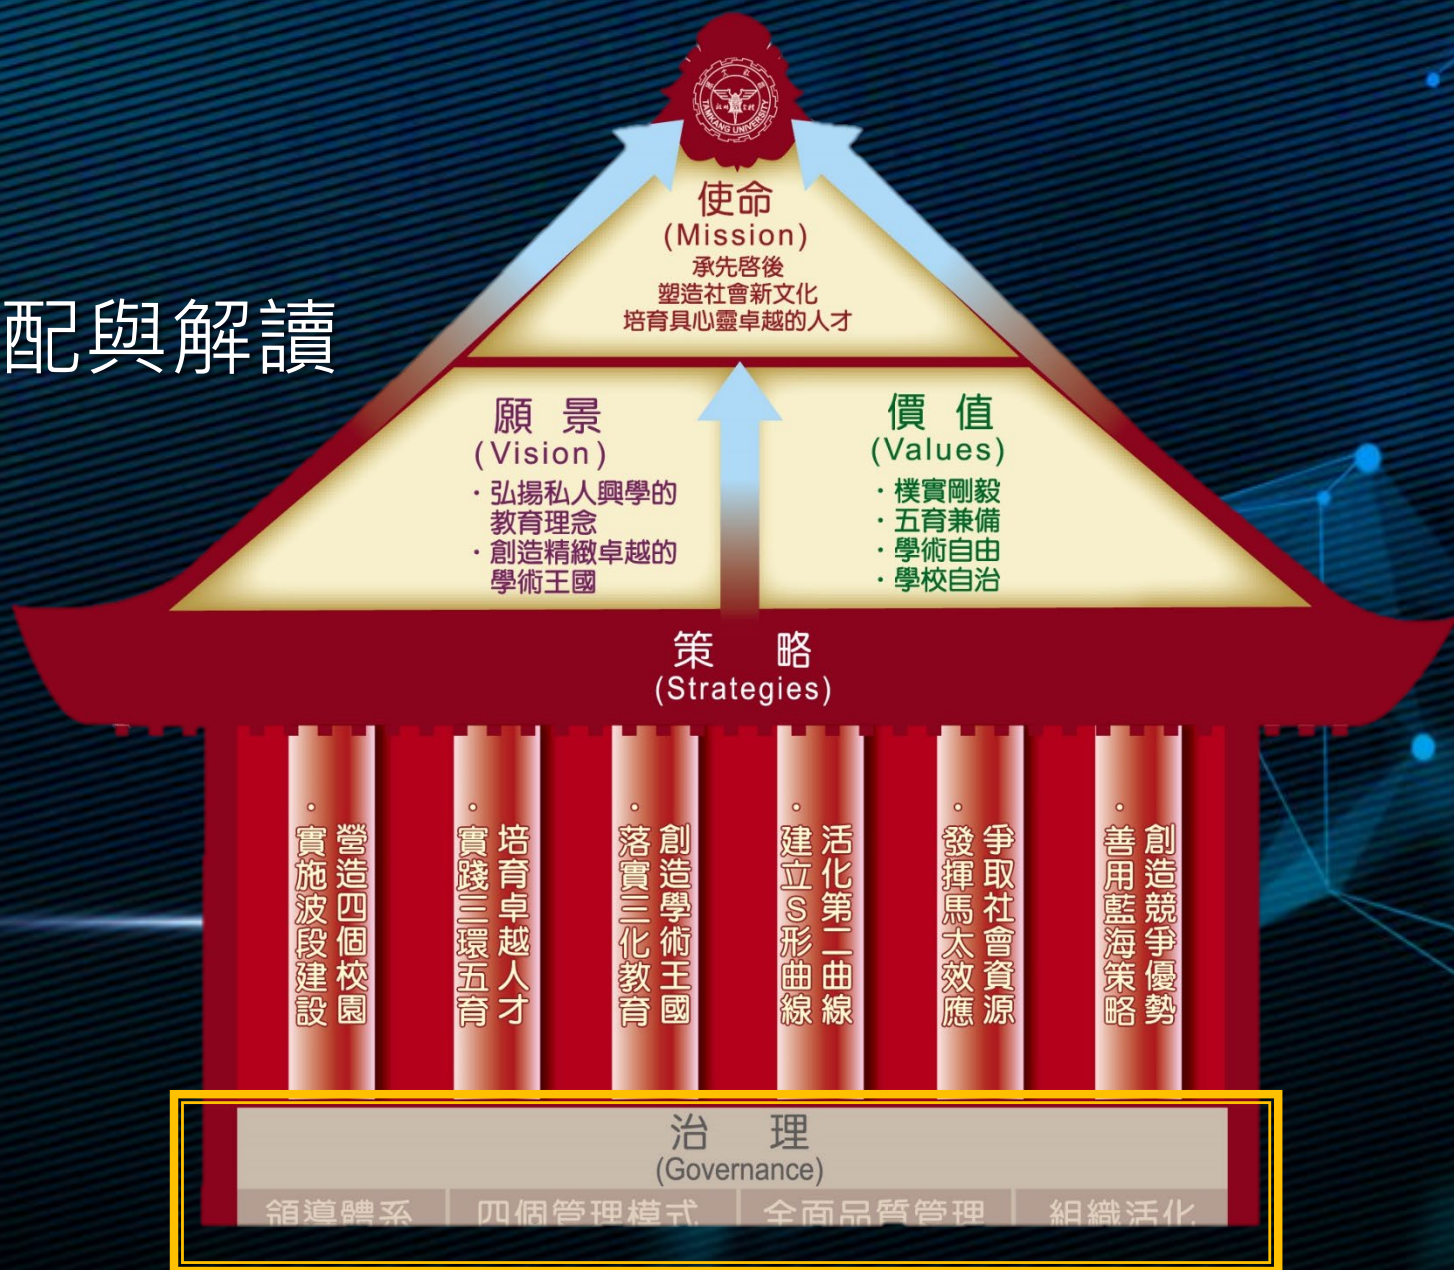 配與解讀
TAMKANG UNIVERSITY
使命
(Mission)
承先啓後
塑造社會新文化
培育具心靈卓越的人才
願景
(Vision)
·弘揚私人興學的
教育理念
·創造精緻卓越的
學術王國
價值
(Values)
·樸實剛毅
·五育兼備
·學術自由
·學校自治
策略
(Strategies)
·
營造四個校園
實施波段建設
·
培育卓越人才
實踐三環五育
·
創造學術王國
落實三化教育
·
活化第二曲線
建立S形曲線
·
爭取社會資源
發揮馬太效應
·
創造競爭優勢
善用藍海策略
治理
(Governance)
領導體系
四個管理模式
全面品質管理
組織活化